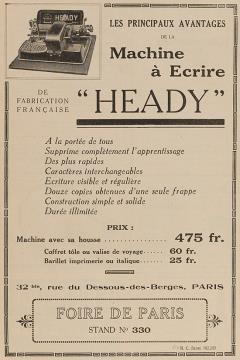 LES PRINCIPAUX AVANTAGES
DE LA
Machine
à Ecrire
DE
FABRICATION
FRANÇAISE
“HEADY”
A la portée de tous
Supprime complètement l'apprentissage
Des plus rapides
Caractères interchangeables
Ecriture visible et régulière
Douze copies obtenues d'une seule frappe
Construction simple et solide
Durée illimitée
PRIX :
Machine avec sa housse . . . . . . 475 fr.
Coffret tôle ou valise de voyage . . . . . 60 fr.
Barillet imprimerie ou italique . . . . . 25 fr.
32 bis, rue du Dessous-des-Berges, PARIS
FOIRE DE PARIS
STAND No 330
R. C. Seine